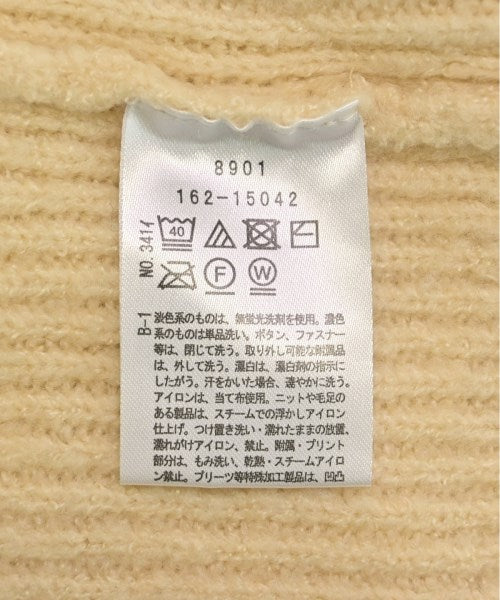 8901
162-15042
NO.3414
40
F
W
B-1
淡色系のものは、無蛍光洗剤を使用。濃色
系のものは単品洗い。ボタン、ファスナー
等は、閉じて洗う。取り外し可能な附属品
は、外して洗う。漂白は、漂白剤の指示に
したがう。汗をかいた場合、速やかに洗う。
アイロンは、当て布使用。ニットや毛足の
ある製品は、スチームでの浮かしアイロン
仕上げ。つけ置き洗い・濡れたままの放置、
濡れがけアイロン、禁止。附属・プリント
部分は、もみ洗い、乾熱・スチームアイロ
ン禁止。プリーツ等特殊加工製品は、凹凸